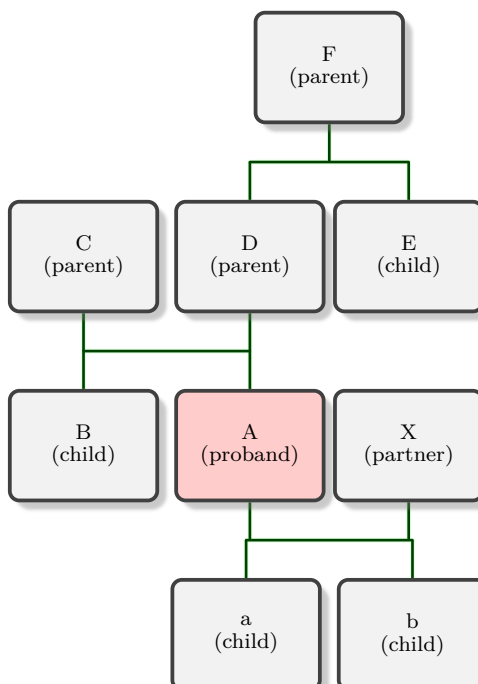 F
(parent)
C
(parent)
D
(parent)
E
(child)
B
(child)
A
(proband)
X
(partner)
a
(child)
b
(child)